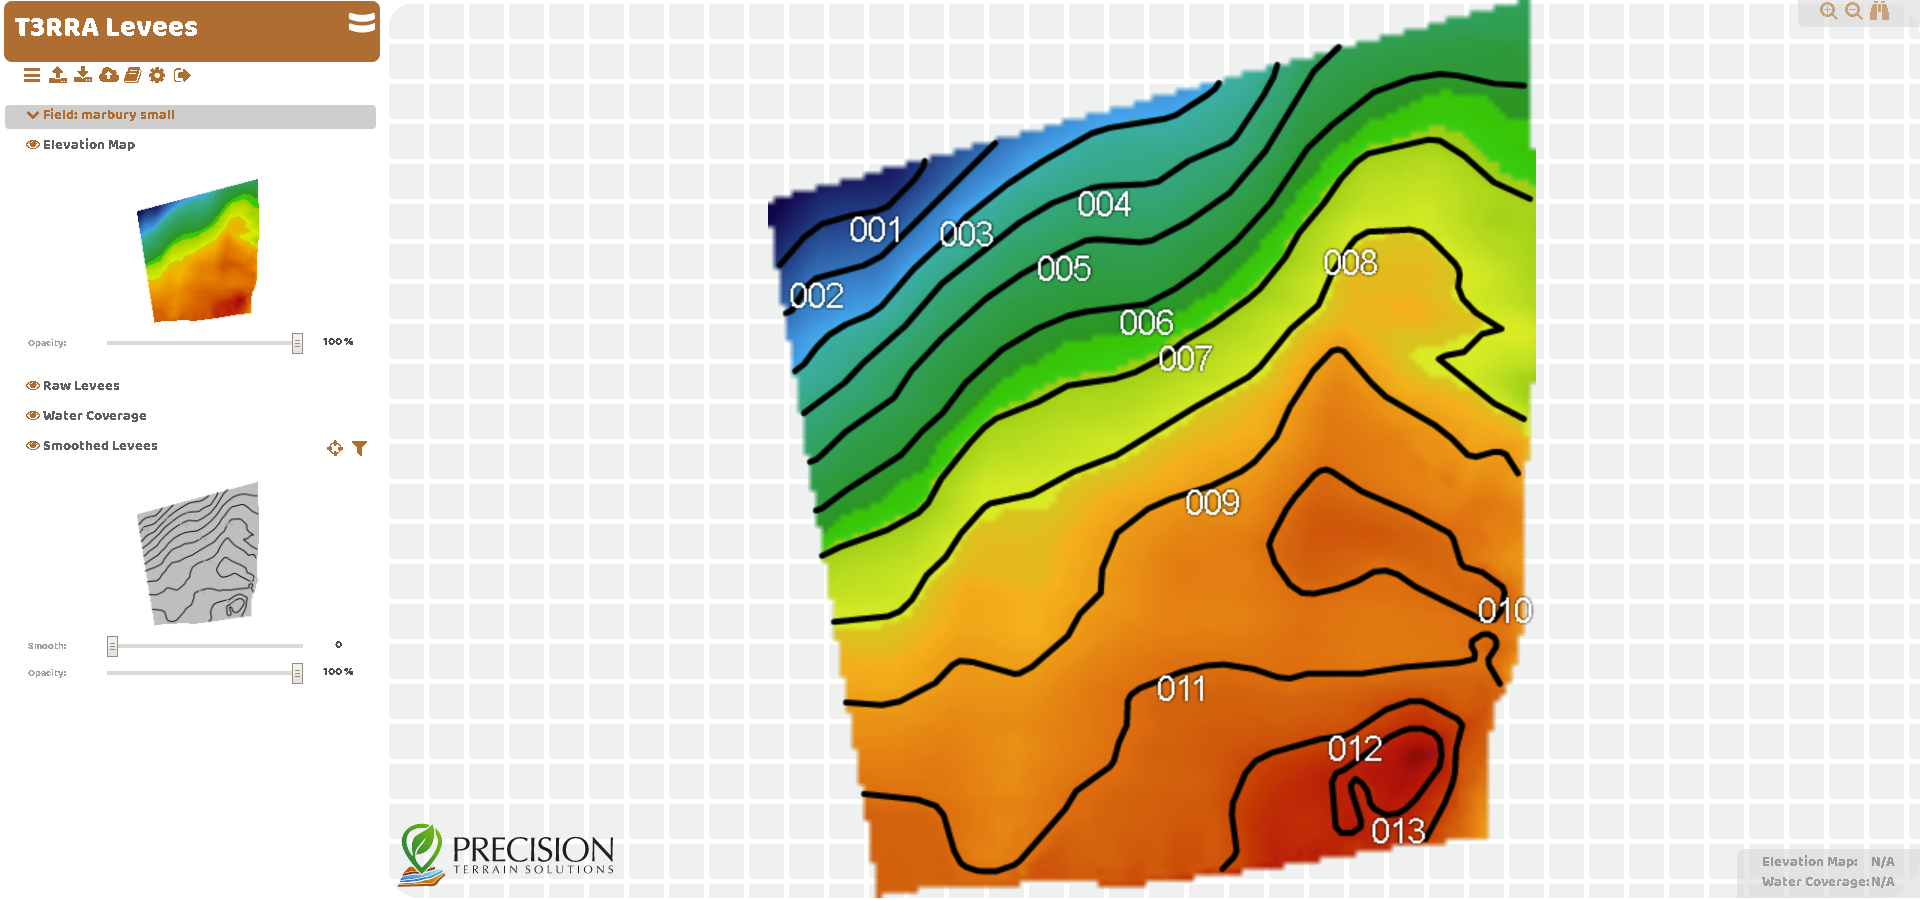 T3RRA Levees
Field: marbury small
Elevation Map
Opacity: 100%
Raw Levees
Water Coverage
Smoothed Levees
Smooth: 0
Opacity: 100%
001
002
003
004
005
006
007
008
009
010
011
012
013
PRECISION
TERRAIN SOLUTIONS
Elevation Map: N/A
Water Coverage: N/A